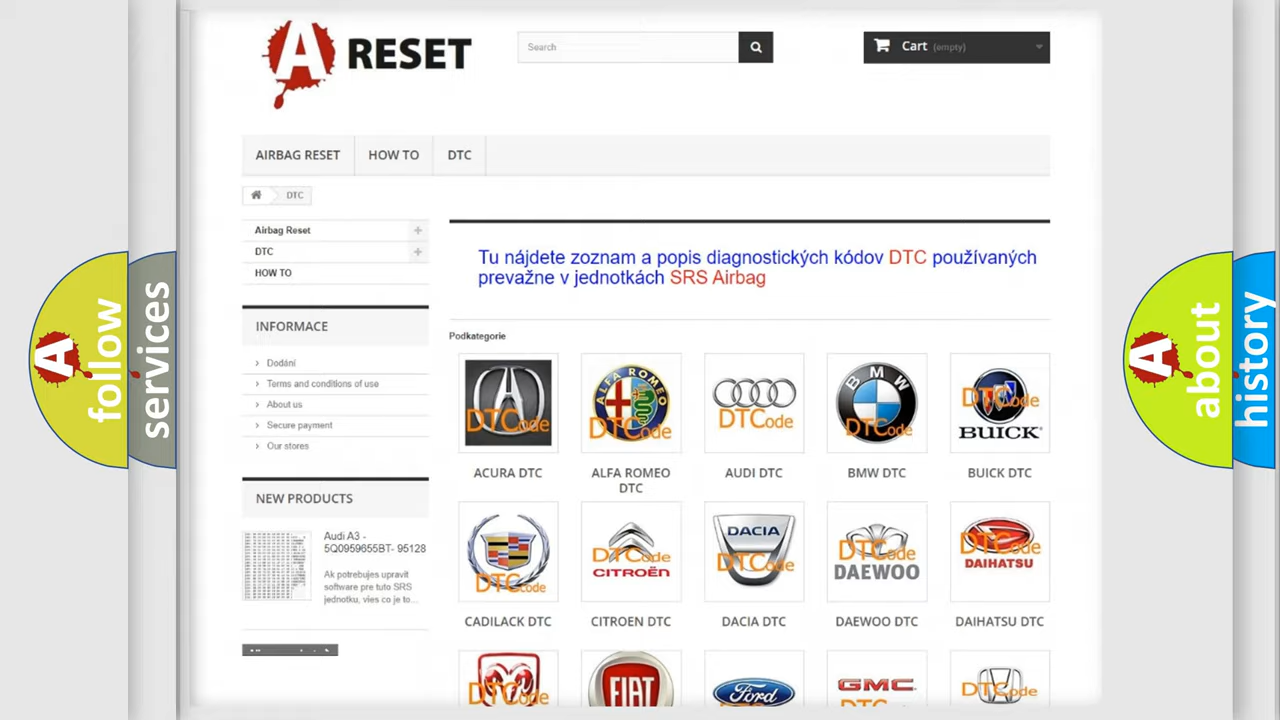 A RESET
Search
Cart (empty)
AIRBAG RESET
HOW TO
DTC
DTC
Airbag Reset
DTC
HOW TO
INFORMACE
Dodání
Terms and conditions of use
About us
Secure payment
Our stores
NEW PRODUCTS
Audi A3 -
5Q0959655BT- 95128
Ak potrebujes upravit
software pre tuto SRS
jednotku, vies co je to...
Tu nájdete zoznam a popis diagnostických kódov DTC používaných
prevažne v jednotkách SRS Airbag
Podkategorie
DTCode
ALFA ROMEO
DTCode
DTCode
BMW
DTCode
DTCode
BUICK
ACURA DTC
ALFA ROMEO
DTC
AUDI DTC
BMW DTC
BUICK DTC
DTCode
DTCode
CITROËN
DACIA
DTCode
DTCode
DAEWOO
DTCode
DAIHATSU
CADILACK DTC
CITROEN DTC
DACIA DTC
DAEWOO DTC
DAIHATSU DTC
DTCode
FIAT
Ford
GMC
DTCode
A follow
services
A about
history